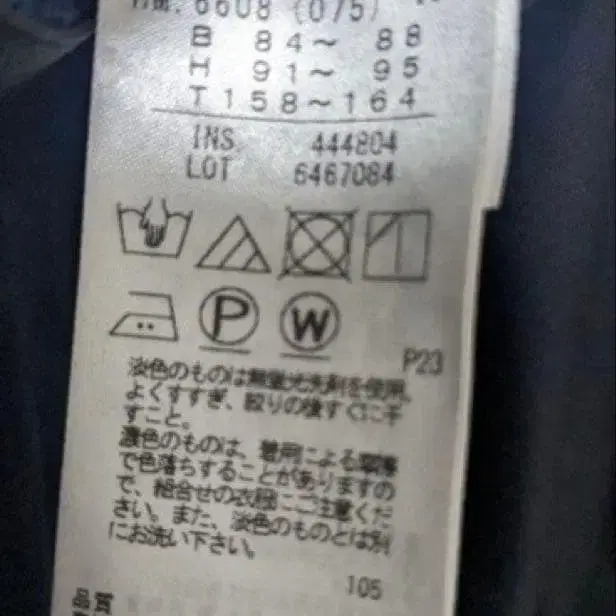 6608 (075)
B 84~ 88
H 91~ 95
T158~164
INS. 444804
LOT 6467084
P W
P23
淡色のものは無蛍光洗剤を使用、
よくすすぎ、絞りの後すぐに干
すこと。
濃色のものは、着用による摩擦
で色落ちすることがありますの
で、組合せの衣服にご注意くだ
さい。また、淡色のものとは別
にお洗い下さい。
105
品質